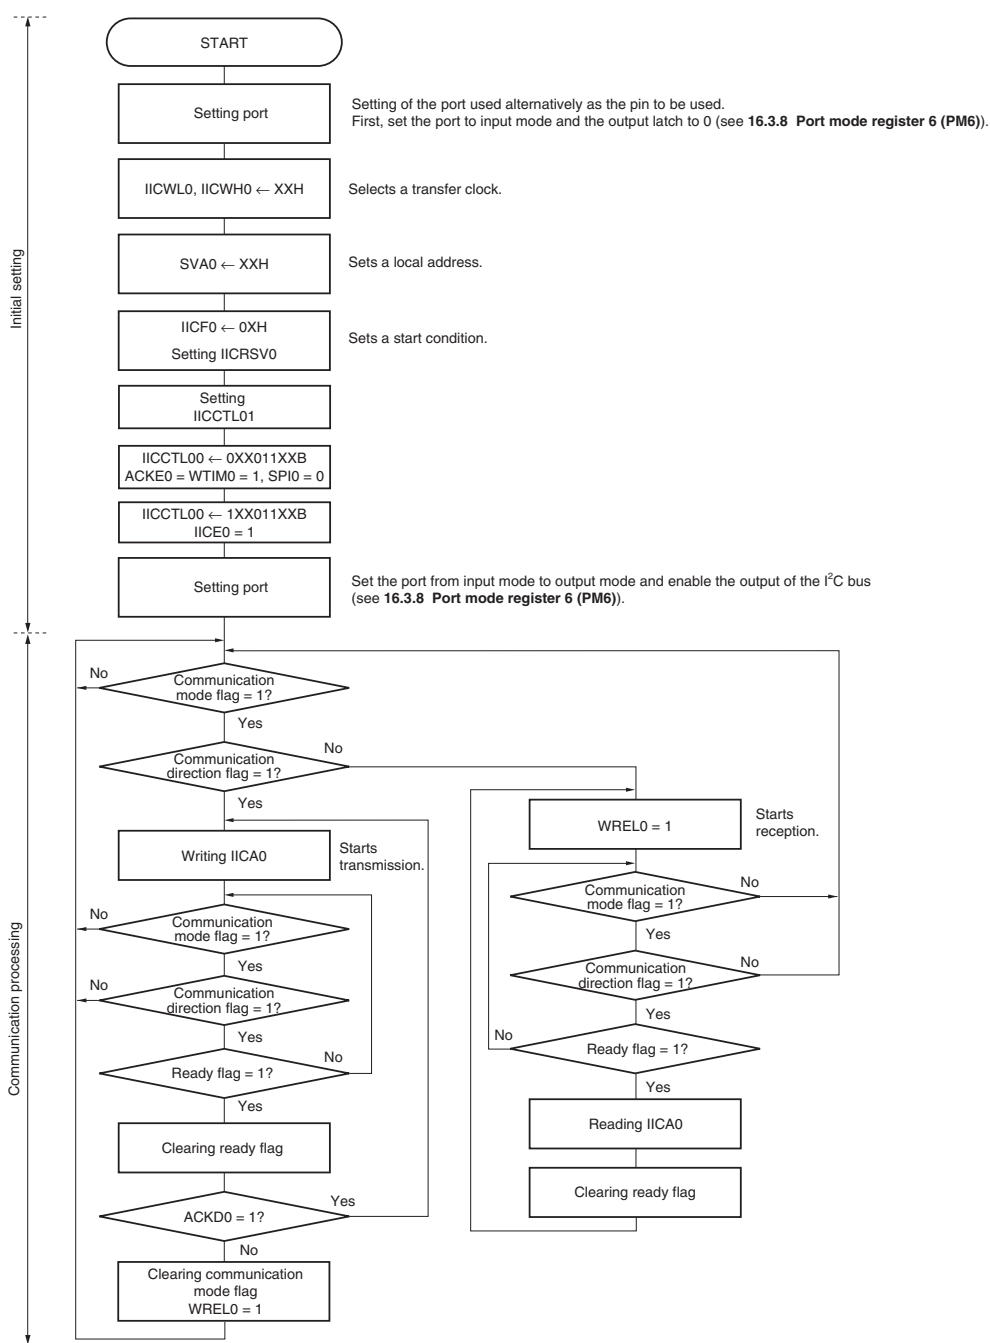 START
Setting port
Setting of the port used alternatively as the pin to be used.
First, set the port to input mode and the output latch to 0 (see 16.3.8 Port mode register 6 (PM6)).
IICWL0, IICWH0 ← XXH
Selects a transfer clock.
SVA0 ← XXH
Sets a local address.
IICF0 ← 0XH
Setting IICRSV0
Sets a start condition.
Setting
IICCTL01
IICCTL00 ← 0XX011XXB
ACKE0 = WTIM0 = 1, SPI0 = 0
IICCTL00 ← 1XX011XXB
IICE0 = 1
Setting port
Set the port from input mode to output mode and enable the output of the I²C bus
(see 16.3.8 Port mode register 6 (PM6)).
Initial setting
No
Communication
mode flag = 1?
Yes
No
Communication
direction flag = 1?
Yes
Writing IICA0
Starts
transmission.
No
Communication
mode flag = 1?
Yes
Communication
direction flag = 1?
Yes
No
Ready flag = 1?
Yes
Clearing ready flag
Yes
ACKD0 = 1?
No
Clearing communication
mode flag
WREL0 = 1
WREL0 = 1
Starts
reception.
No
Communication
mode flag = 1?
Yes
No
Communication
direction flag = 1?
Yes
No
Ready flag = 1?
Yes
Reading IICA0
Clearing ready flag
Communication processing